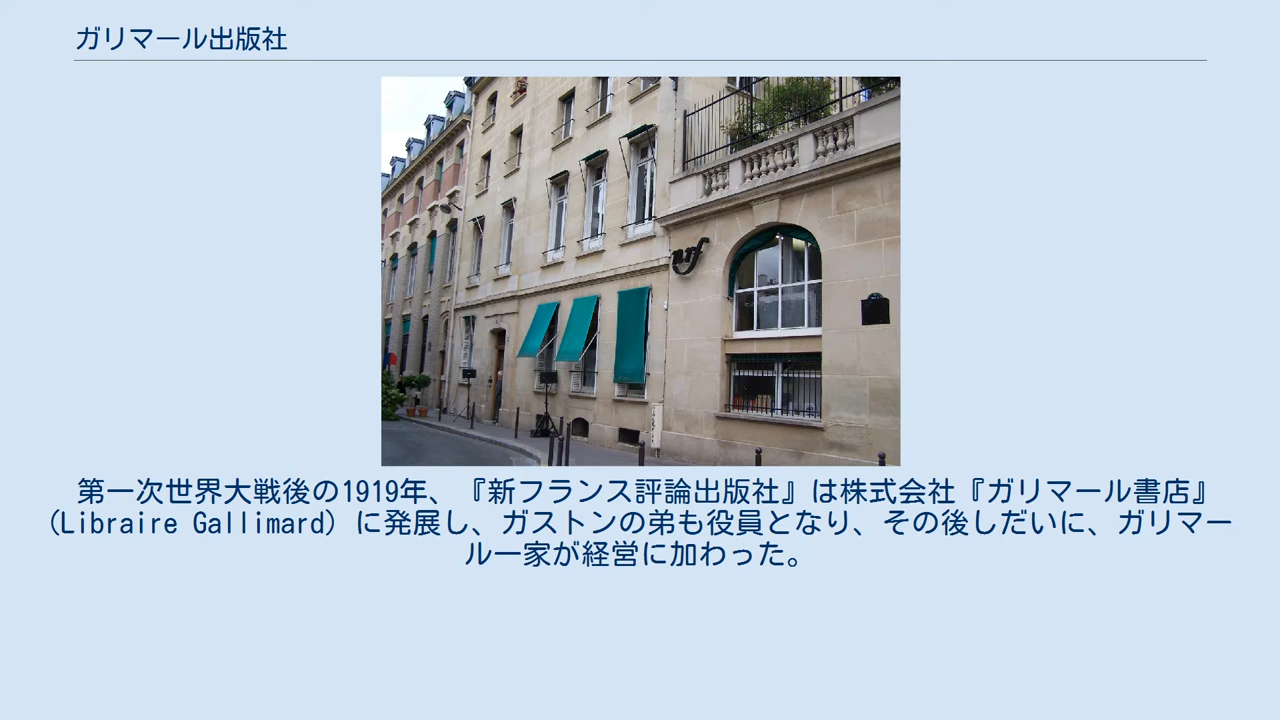 ガリマール出版社
nrf
第一次世界大戦後の1919年、『新フランス評論出版社』は株式会社『ガリマール書店』
(Libraire Gallimard) に発展し、ガストンの弟も役員となり、その後しだいに、ガリマー
ル一家が経営に加わった。